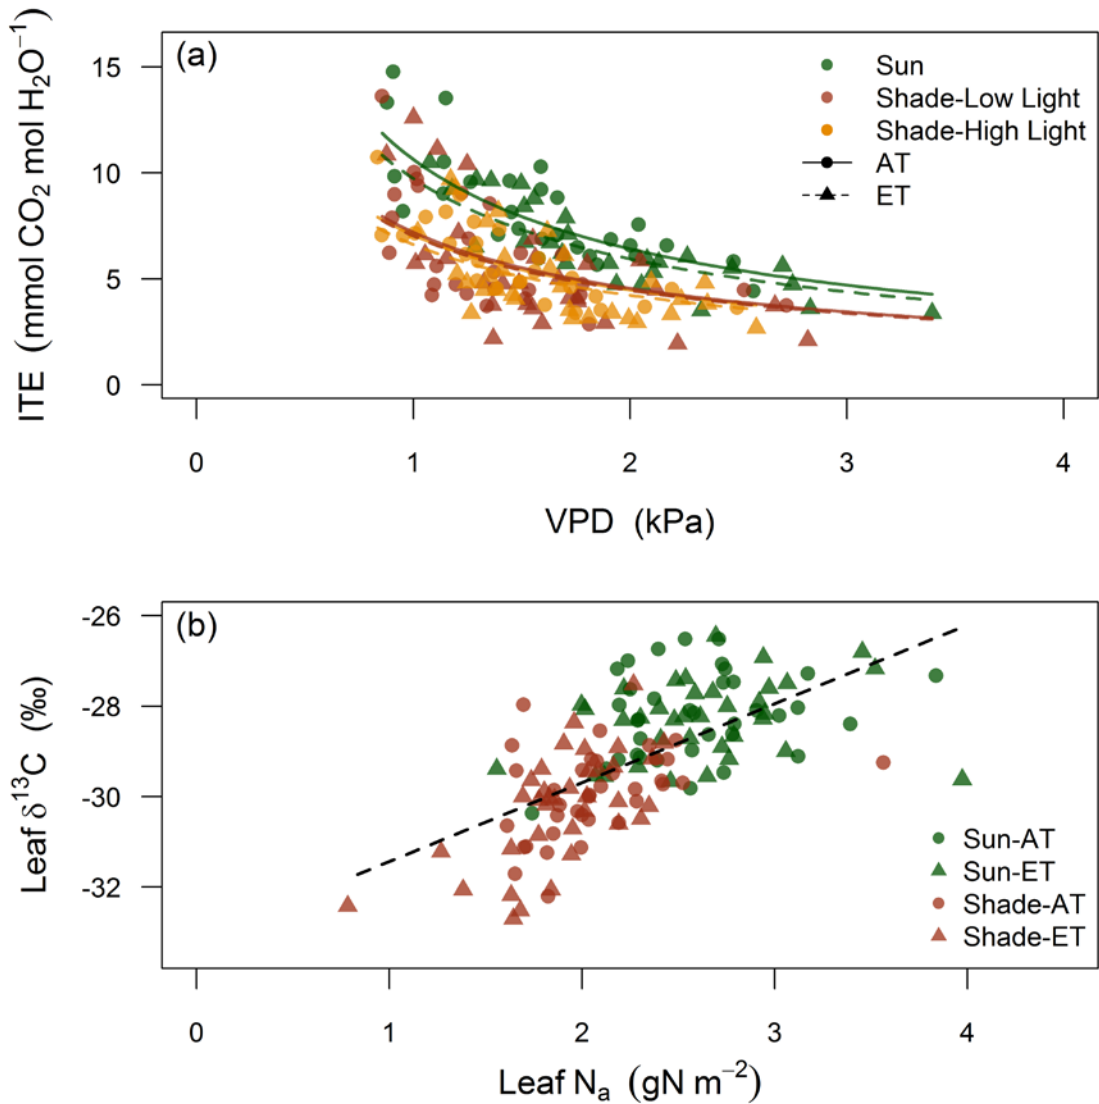 (a)
ITE (mmol CO₂ mol H₂O⁻¹)
15
10
5
0
Sun
Shade-Low Light
Shade-High Light
AT
ET
0 1 2 3 4
VPD (kPa)
(b)
Leaf δ¹³C (‰)
-26
-28
-30
-32
Sun-AT
Sun-ET
Shade-AT
Shade-ET
0 1 2 3 4
Leaf Nₐ (gN m⁻²)